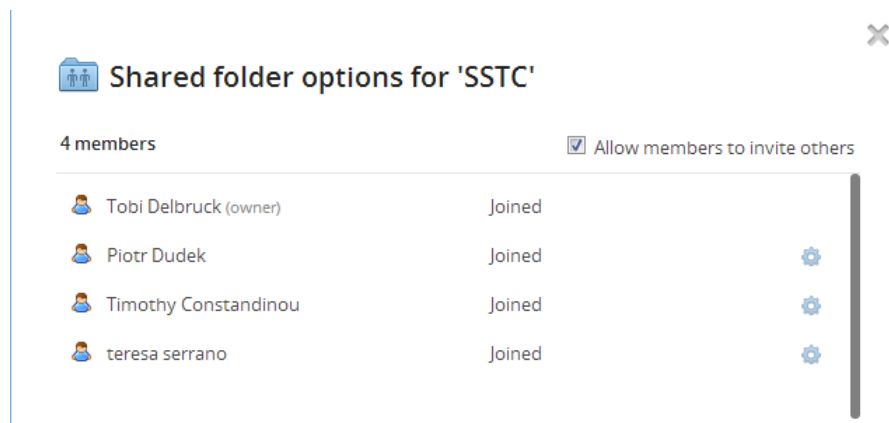 Shared folder options for 'SSTC'
4 members Allow members to invite others
Tobi Delbruck (owner) Joined
Piotr Dudek Joined
Timothy Constandinou Joined
teresa serrano Joined